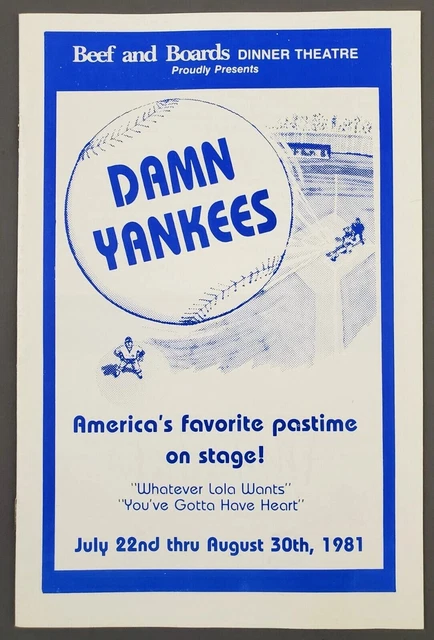 Beef and Boards DINNER THEATRE
Proudly Presents
DAMN
YANKEES
America's favorite pastime
on stage!
"Whatever Lola Wants"
"You've Gotta Have Heart"
July 22nd thru August 30th, 1981